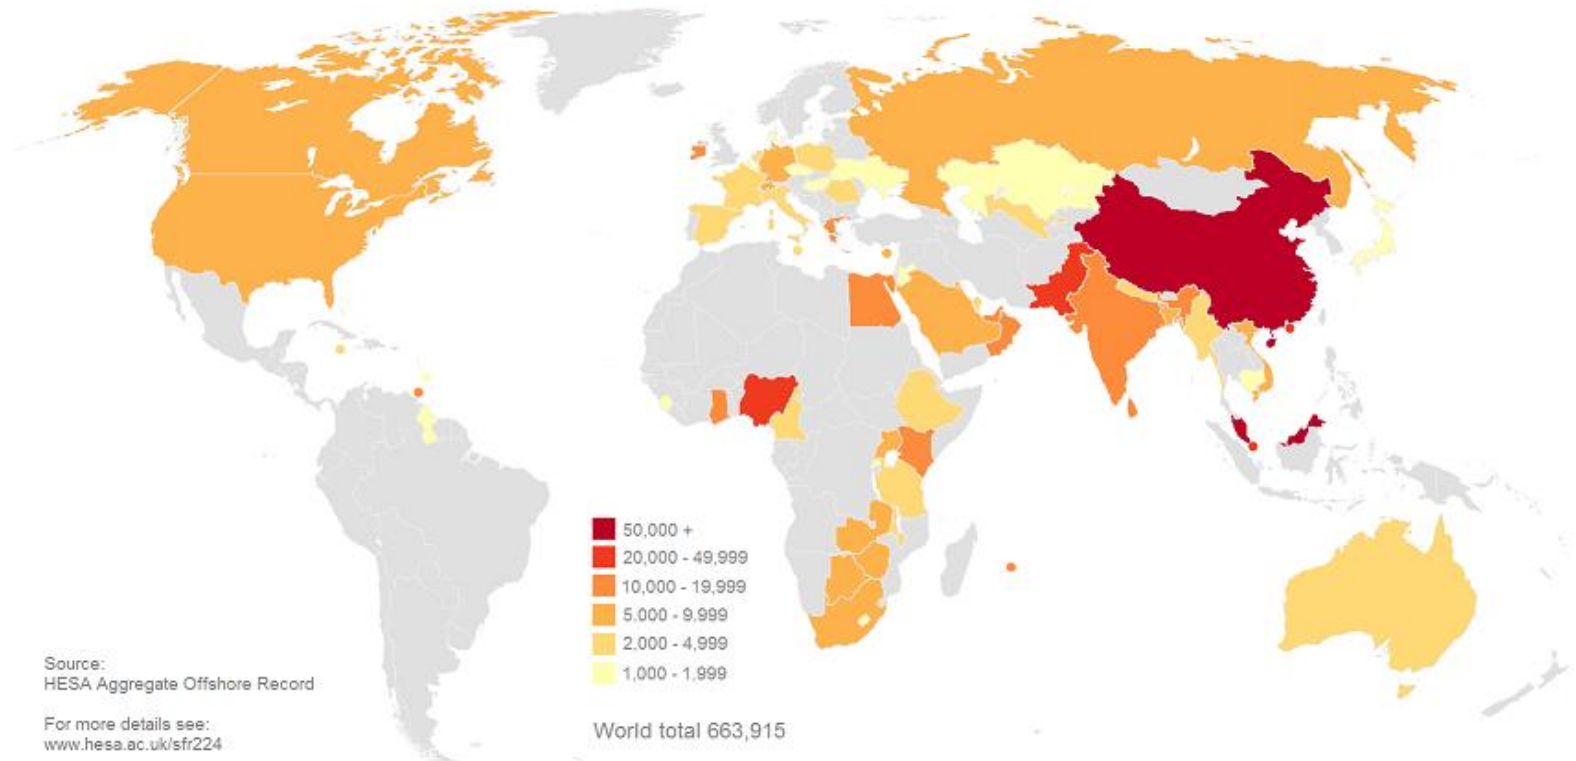 50,000 +
20,000 - 49,999
10,000 - 19,999
5.000 - 9.999
2.000 - 4,999
1,000 - 1.999
World total 663,915
Source:
HESA Aggregate Offshore Record
For more details see:
www.hesa.ac.uk/sfr224